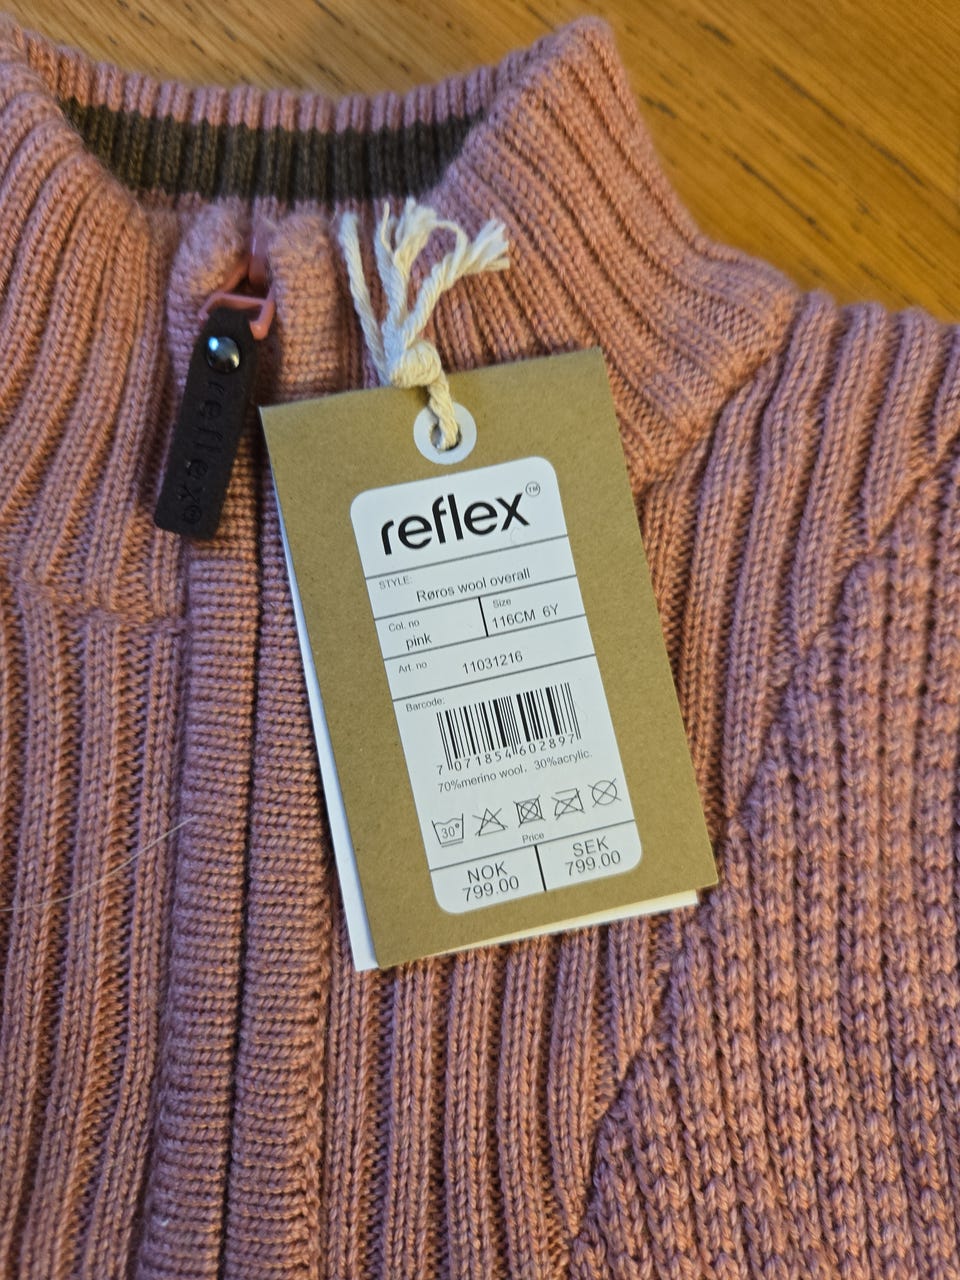 reflex®
reflex™
STYLE: Røros wool overall
Col. no Size
pink 116CM 6Y
Art. no 11031216
Barcode:
7 071854 602897
70%merino wool, 30%acrylic.
30°
Price
NOK SEK
799.00 799.00